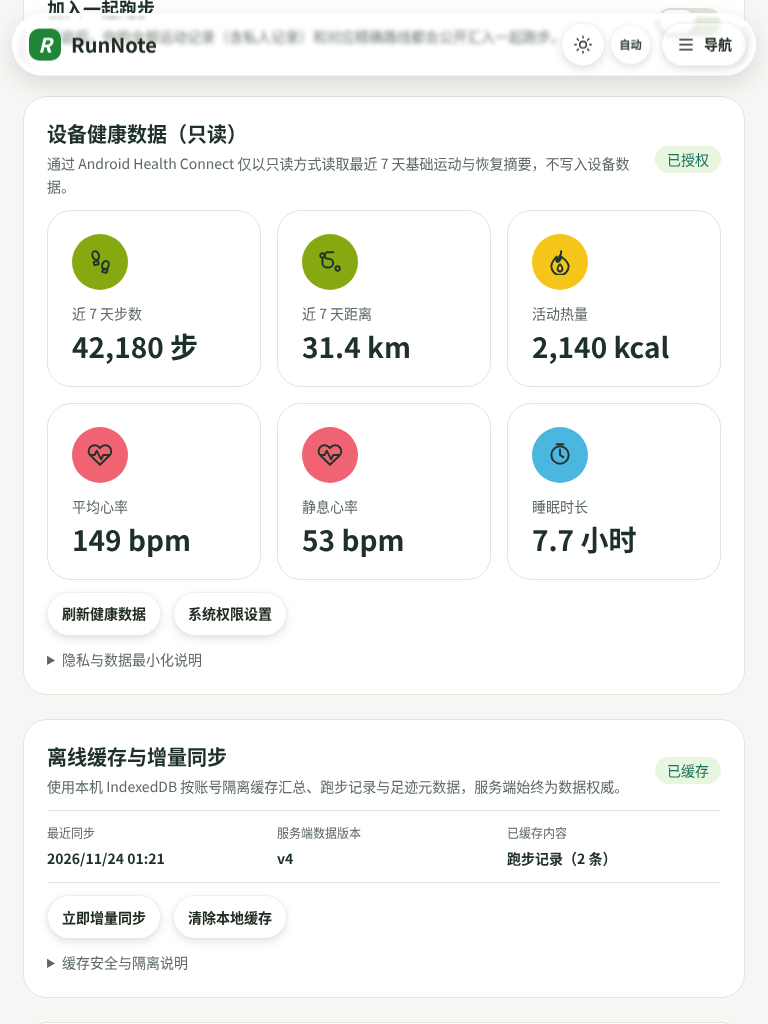 加入一起跑步
R RunNote
自动
导航
设备健康数据（只读）
通过 Android Health Connect 仅以只读方式读取最近 7 天基础运动与恢复摘要，不写入设备数
据。
已授权
近 7 天步数
42,180 步
近 7 天距离
31.4 km
活动热量
2,140 kcal
平均心率
149 bpm
静息心率
53 bpm
睡眠时长
7.7 小时
刷新健康数据
系统权限设置
隐私与数据最小化说明
离线缓存与增量同步
使用本机 IndexedDB 按账号隔离缓存汇总、跑步记录与足迹元数据，服务端始终为数据权威。
已缓存
最近同步
2026/11/24 01:21
服务端数据版本
v4
已缓存内容
跑步记录（2 条）
立即增量同步
清除本地缓存
缓存安全与隔离说明